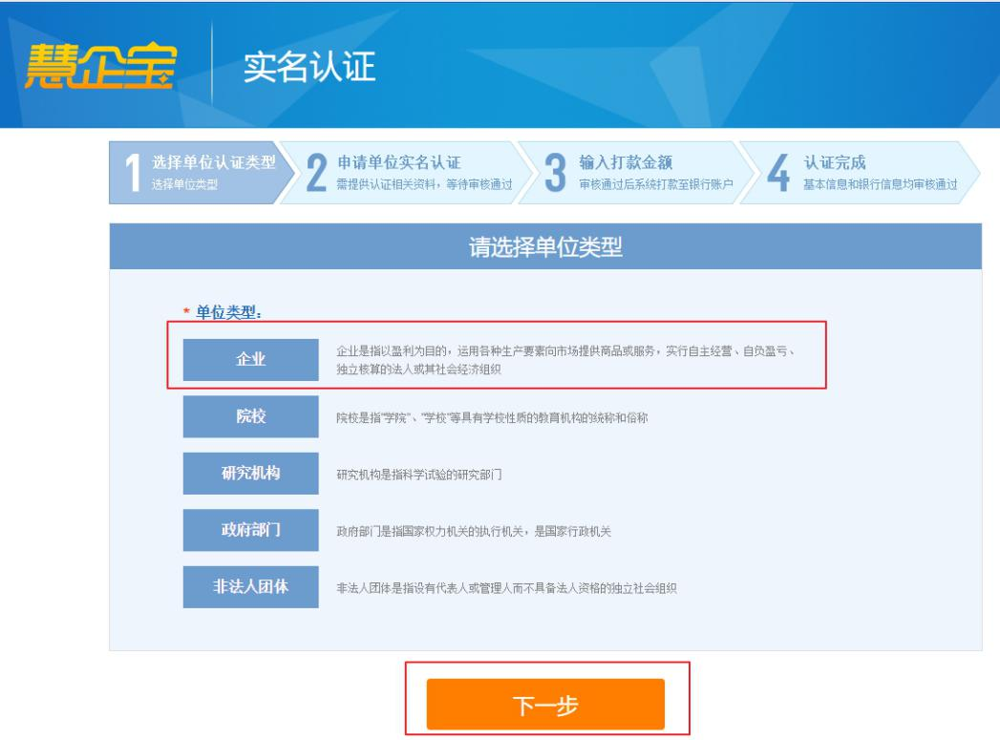 慧企宝
实名认证
1 选择单位认证类型
选择单位类型
2 申请单位实名认证
需提供认证相关资料，等待审核通过
3 输入打款金额
审核通过后系统打款至银行账户
4 认证完成
基本信息和银行信息均审核通过
请选择单位类型
* 单位类型：
企业
企业是指以盈利为目的，运用各种生产要素向市场提供商品或服务，实行自主经营、自负盈亏、
独立核算的法人或其社会经济组织
院校
院校是指"学院"、"学校"等具有学校性质的教育机构的统称和俗称
研究机构
研究机构是指科学试验的研究部门
政府部门
政府部门是指国家权力机关的执行机关，是国家行政机关
非法人团体
非法人团体是指设有代表人或管理人而不具备法人资格的独立社会组织
下一步